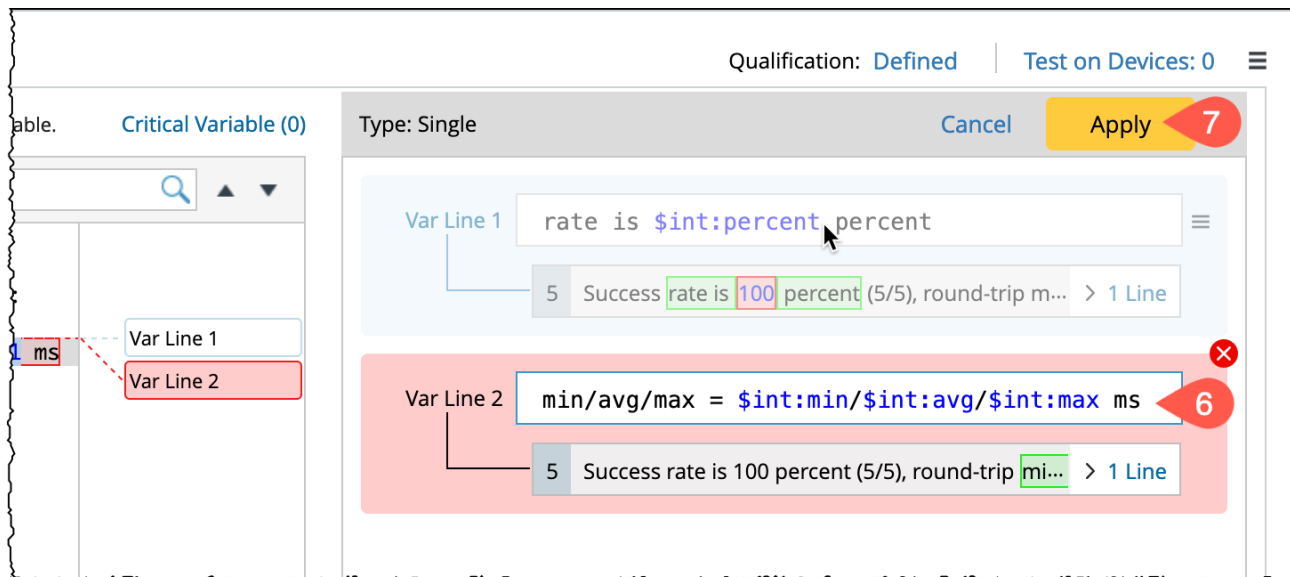 Qualification: Defined Test on Devices: 0
able. Critical Variable (0)
Type: Single Cancel Apply 7
Var Line 1 rate is $int:percent percent
5 Success rate is 100 percent (5/5), round-trip m... > 1 Line
Var Line 1
ms
Var Line 2
Var Line 2 min/avg/max = $int:min/$int:avg/$int:max ms 6
5 Success rate is 100 percent (5/5), round-trip mi... > 1 Line